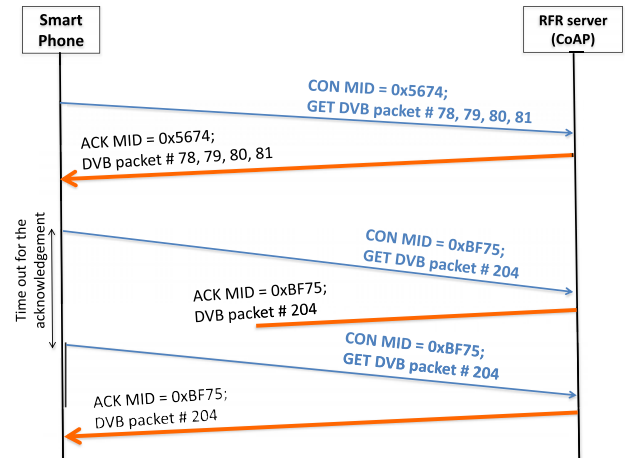 Smart
Phone
RFR server
(CoAP)
CON MID = 0x5674;
GET DVB packet # 78, 79, 80, 81
ACK MID = 0x5674;
DVB packet # 78, 79, 80, 81
Time out for the
acknowledgement
CON MID = 0xBF75;
GET DVB packet # 204
ACK MID = 0xBF75;
DVB packet # 204
CON MID = 0xBF75;
GET DVB packet # 204
ACK MID = 0xBF75;
DVB packet # 204